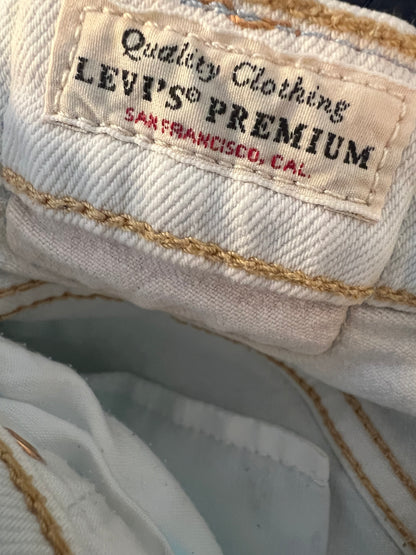 Quality Clothing
LEVI'S® PREMIUM
SAN FRANCISCO, CAL.